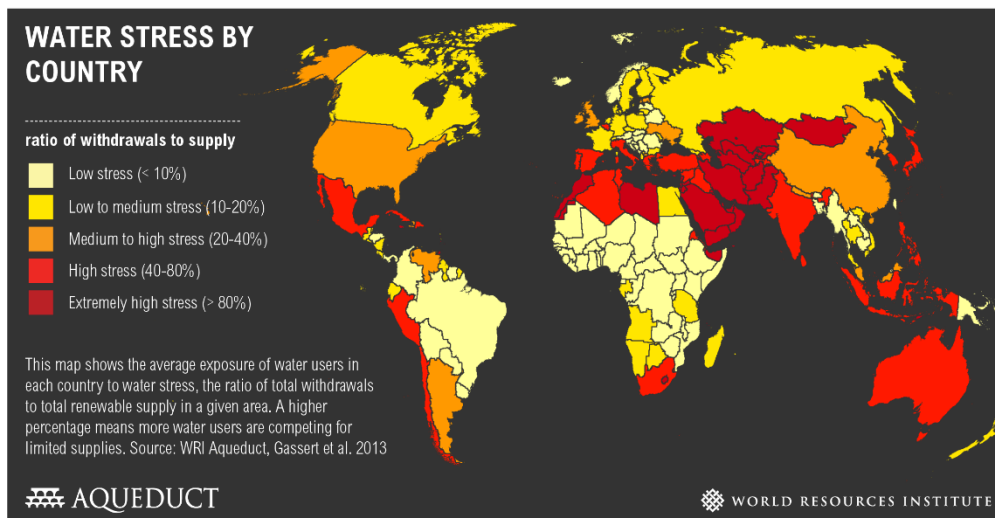 WATER STRESS BY
COUNTRY
ratio of withdrawals to supply
Low stress (< 10%)
Low to medium stress (10-20%)
Medium to high stress (20-40%)
High stress (40-80%)
Extremely high stress (> 80%)
This map shows the average exposure of water users in
each country to water stress, the ratio of total withdrawals
to total renewable supply in a given area. A higher
percentage means more water users are competing for
limited supplies. Source: WRI Aqueduct, Gassert et al. 2013
AQUEDUCT
WORLD RESOURCES INSTITUTE